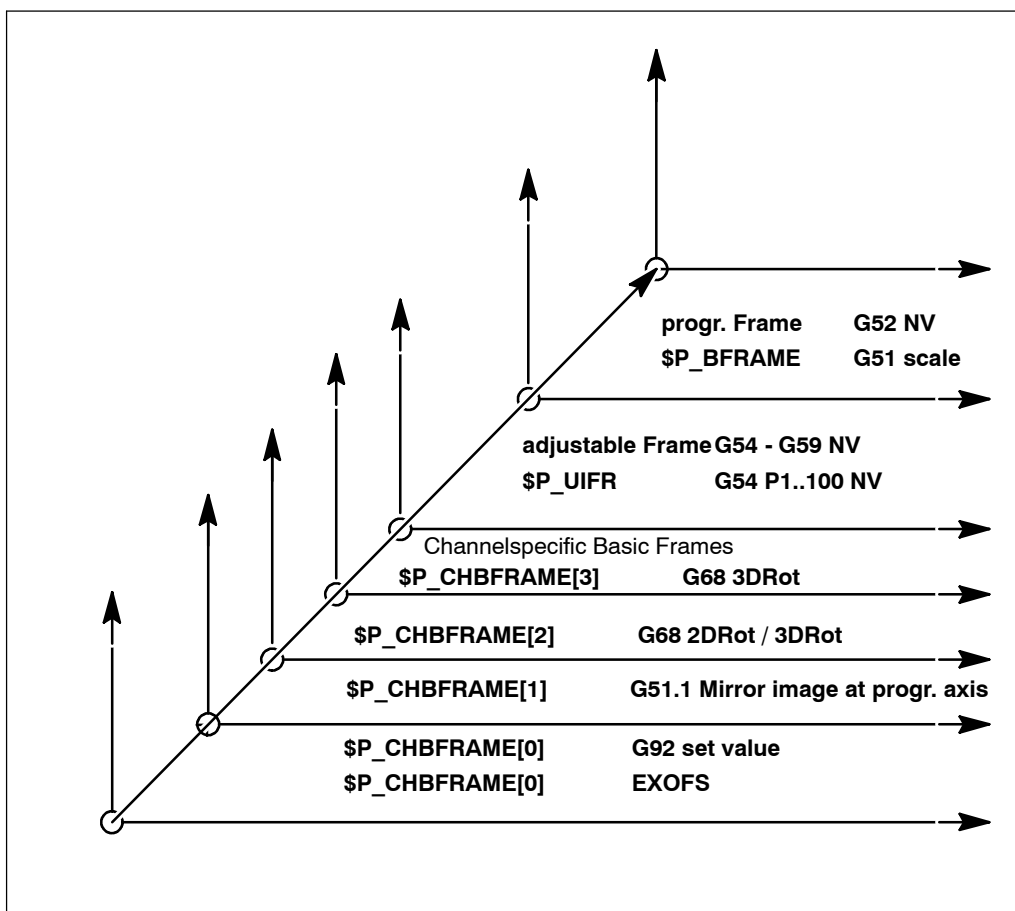 progr. Frame G52 NV
$P_BFRAME G51 scale
adjustable Frame G54 - G59 NV
$P_UIFR G54 P1..100 NV
Channelspecific Basic Frames
$P_CHBFRAME[3] G68 3DRot
$P_CHBFRAME[2] G68 2DRot / 3DRot
$P_CHBFRAME[1] G51.1 Mirror image at progr. axis
$P_CHBFRAME[0] G92 set value
$P_CHBFRAME[0] EXOFS